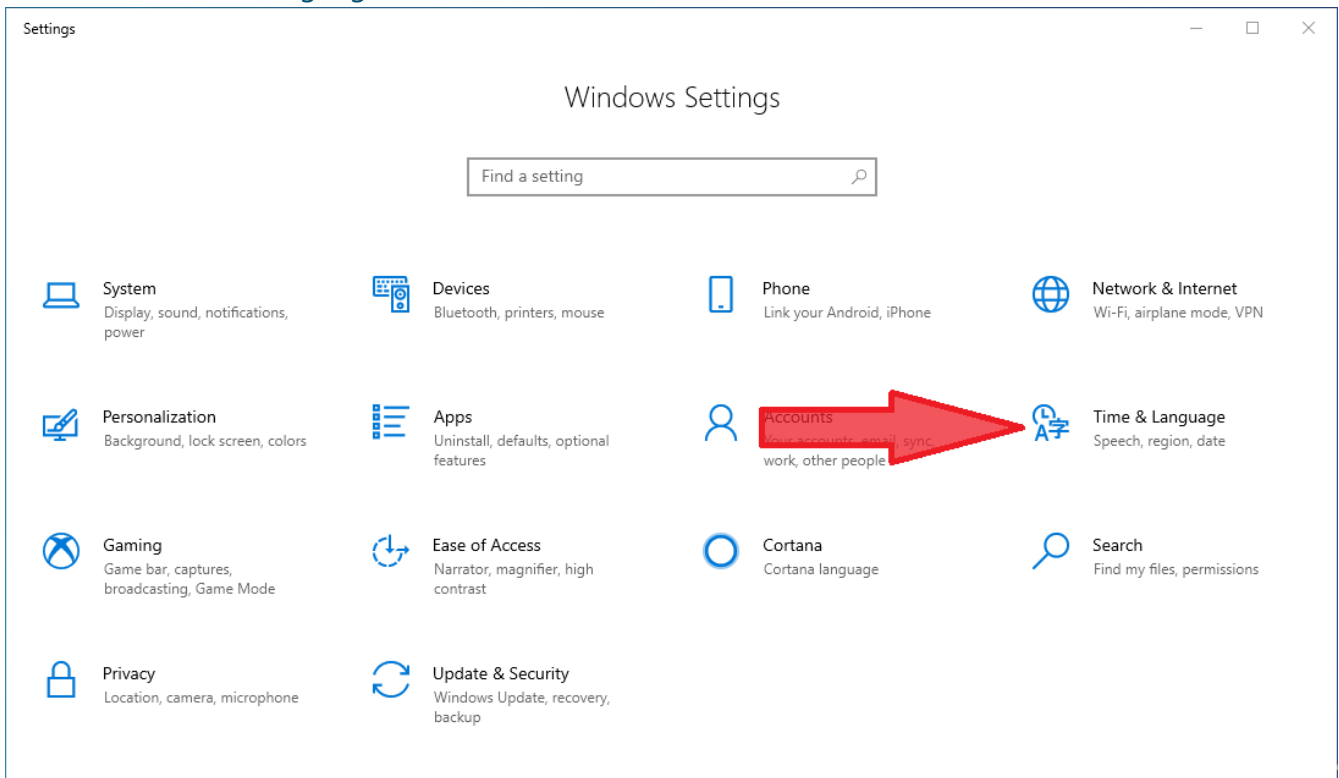 Settings
Windows Settings
Find a setting
System
Display, sound, notifications,
power
Devices
Bluetooth, printers, mouse
Phone
Link your Android, iPhone
Network & Internet
Wi-Fi, airplane mode, VPN
Personalization
Background, lock screen, colors
Apps
Uninstall, defaults, optional
features
Accounts
Your accounts, email, sync,
work, other people
Time & Language
Speech, region, date
Gaming
Game bar, captures,
broadcasting, Game Mode
Ease of Access
Narrator, magnifier, high
contrast
Cortana
Cortana language
Search
Find my files, permissions
Privacy
Location, camera, microphone
Update & Security
Windows Update, recovery,
backup